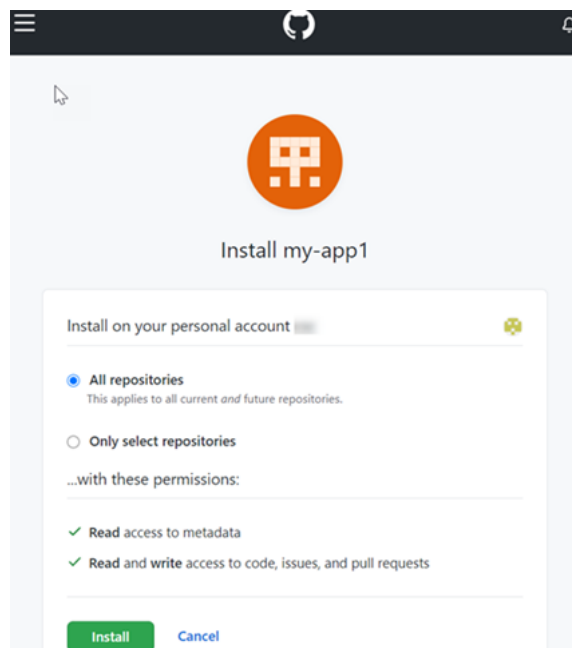 Install my-app1
Install on your personal account
All repositories
This applies to all current and future repositories.
Only select repositories
...with these permissions:
Read access to metadata
Read and write access to code, issues, and pull requests
Install Cancel